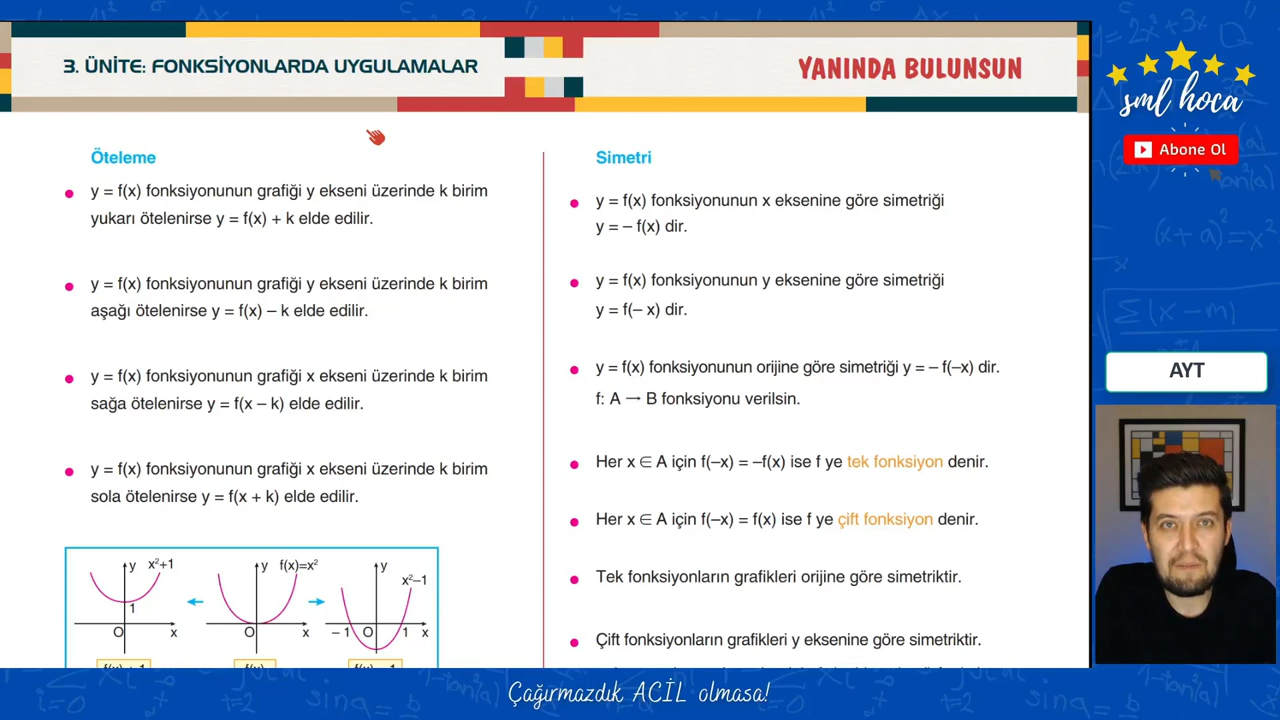 3. ÜNİTE: FONKSİYONLARDA UYGULAMALAR
YANINDA BULUNSUN
Öteleme
y = f(x) fonksiyonunun grafiği y ekseni üzerinde k birim
yukarı ötelenirse y = f(x) + k elde edilir.
y = f(x) fonksiyonunun grafiği y ekseni üzerinde k birim
aşağı ötelenirse y = f(x) – k elde edilir.
y = f(x) fonksiyonunun grafiği x ekseni üzerinde k birim
sağa ötelenirse y = f(x – k) elde edilir.
y = f(x) fonksiyonunun grafiği x ekseni üzerinde k birim
sola ötelenirse y = f(x + k) elde edilir.
y x²+1
1
O x
y f(x)=x²
O x
y
x²–1
– 1 O 1 x
Simetri
y = f(x) fonksiyonunun x eksenine göre simetriği
y = – f(x) dir.
y = f(x) fonksiyonunun y eksenine göre simetriği
y = f(– x) dir.
y = f(x) fonksiyonunun orijine göre simetriği y = – f(–x) dir.
f: A → B fonksiyonu verilsin.
Her x ∈ A için f(–x) = –f(x) ise f ye tek fonksiyon denir.
Her x ∈ A için f(–x) = f(x) ise f ye çift fonksiyon denir.
Tek fonksiyonların grafikleri orijine göre simetriktir.
Çift fonksiyonların grafikleri y eksenine göre simetriktir.
sml hoca
Abone Ol
AYT
Çağırmazdık ACİL olmasa!